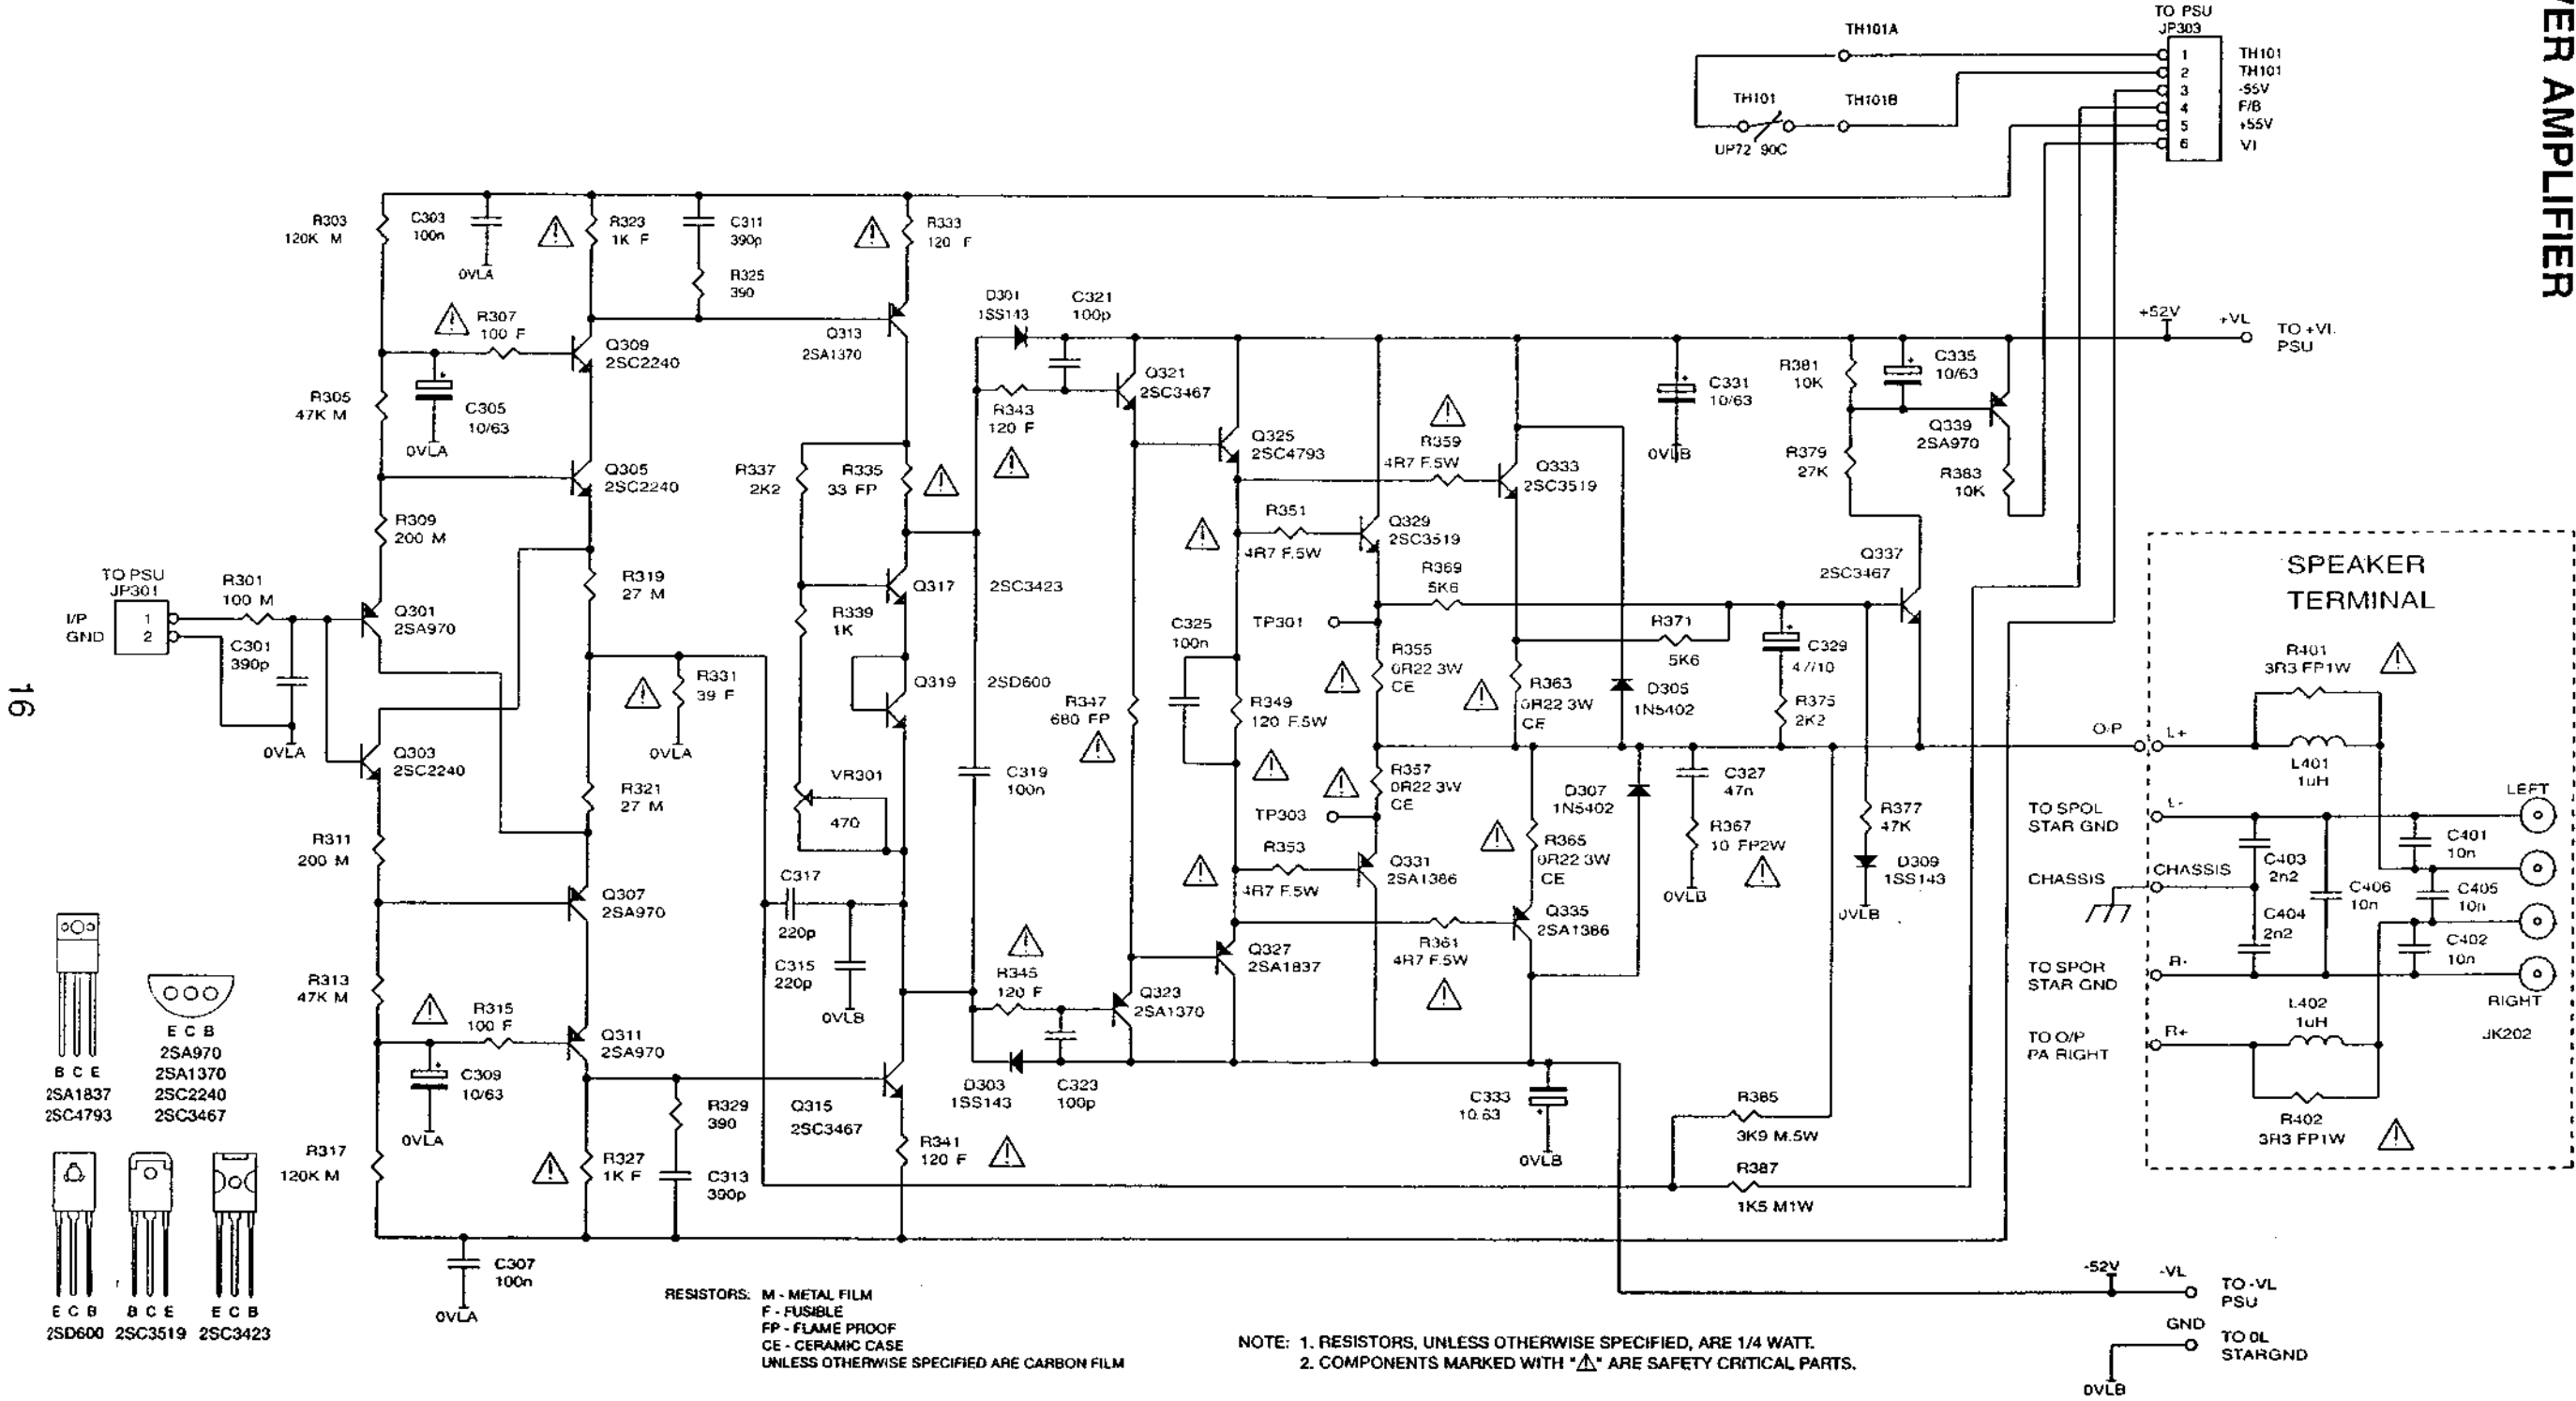 VER AMPLIFIER
16
TO PSU
JP303
1 TH101
2 TH101
3 -55V
4 F/B
5 +55V
6 VI
TH101A
TH101
TH101B
UP72 90C
R303
120K M
C303
100n
0VLA
R323
1K F
C311
390p
R325
390
R333
120 F
R307
100 F
Q309
2SC2240
Q313
2SA1370
R305
47K M
C305
10/63
0VLA
Q305
2SC2240
R309
200 M
R319
27 M
TO PSU
JP301
I/P 1
GND 2
R301
100 M
C301
390p
0VLA
Q301
2SA970
Q303
2SC2240
R331
39 F
0VLA
R321
27 M
R311
200 M
Q307
2SA970
R313
47K M
R315
100 F
Q311
2SA970
C309
10/63
0VLA
R317
120K M
R327
1K F
R329
390
C313
390p
C307
100n
0VLA
R337
2K2
R335
33 FP
Q317
2SC3423
R339
1K
Q319
2SD600
VR301
470
C317
220p
C315
220p
0VLB
Q315
2SC3467
R341
120 F
D301
1SS143
C321
100p
R343
120 F
Q321
2SC3467
Q325
2SC4793
C319
100n
R347
680 FP
C325
100n
R349
120 F.5W
R345
120 F
Q323
2SA1370
D303
1SS143
C323
100p
Q327
2SA1837
R351
4R7 F.5W
R359
4R7 F.5W
Q333
2SC3519
Q329
2SC3519
R369
5K6
TP301
R355
0R22 3W
CE
R357
0R22 3W
CE
TP303
R353
4R7 F.5W
Q331
2SA1386
R361
4R7 F.5W
R363
0R22 3W
CE
R365
0R22 3W
CE
Q335
2SA1386
R371
5K6
D305
1N5402
D307
1N5402
C331
10/63
0VLB
C333
10.63
0VLB
C327
47n
R367
10 FP2W
0VLB
C329
47/10
R375
2K2
R377
47K
D309
1SS143
0VLB
R381
10K
C335
10/63
Q339
2SA970
R379
27K
R383
10K
Q337
2SC3467
R385
3K9 M.5W
R387
1K5 M1W
+52V
+VL
TO +VL
PSU
O/P
SPEAKER
TERMINAL
R401
3R3 FP1W
L+
L401
1uH
LEFT
TO SPOL
STAR GND
L-
C401
10n
C403
2n2
CHASSIS
CHASSIS
C406
10n
C405
10n
C404
2n2
C402
10n
TO SPOR
STAR GND
R-
RIGHT
L402
1uH
JK202
TO O/P
PA RIGHT
R+
R402
3R3 FP1W
-52V
-VL
TO -VL
PSU
GND
TO 0L
STARGND
0VLB
B C E
2SA1837
2SC4793
E C B
2SA970
2SA1370
2SC2240
2SC3467
E C B
2SD600
B C E
2SC3519
E C B
2SC3423
RESISTORS: M - METAL FILM
F - FUSIBLE
FP - FLAME PROOF
CE - CERAMIC CASE
UNLESS OTHERWISE SPECIFIED ARE CARBON FILM
NOTE: 1. RESISTORS, UNLESS OTHERWISE SPECIFIED, ARE 1/4 WATT.
2. COMPONENTS MARKED WITH "⚠" ARE SAFETY CRITICAL PARTS.